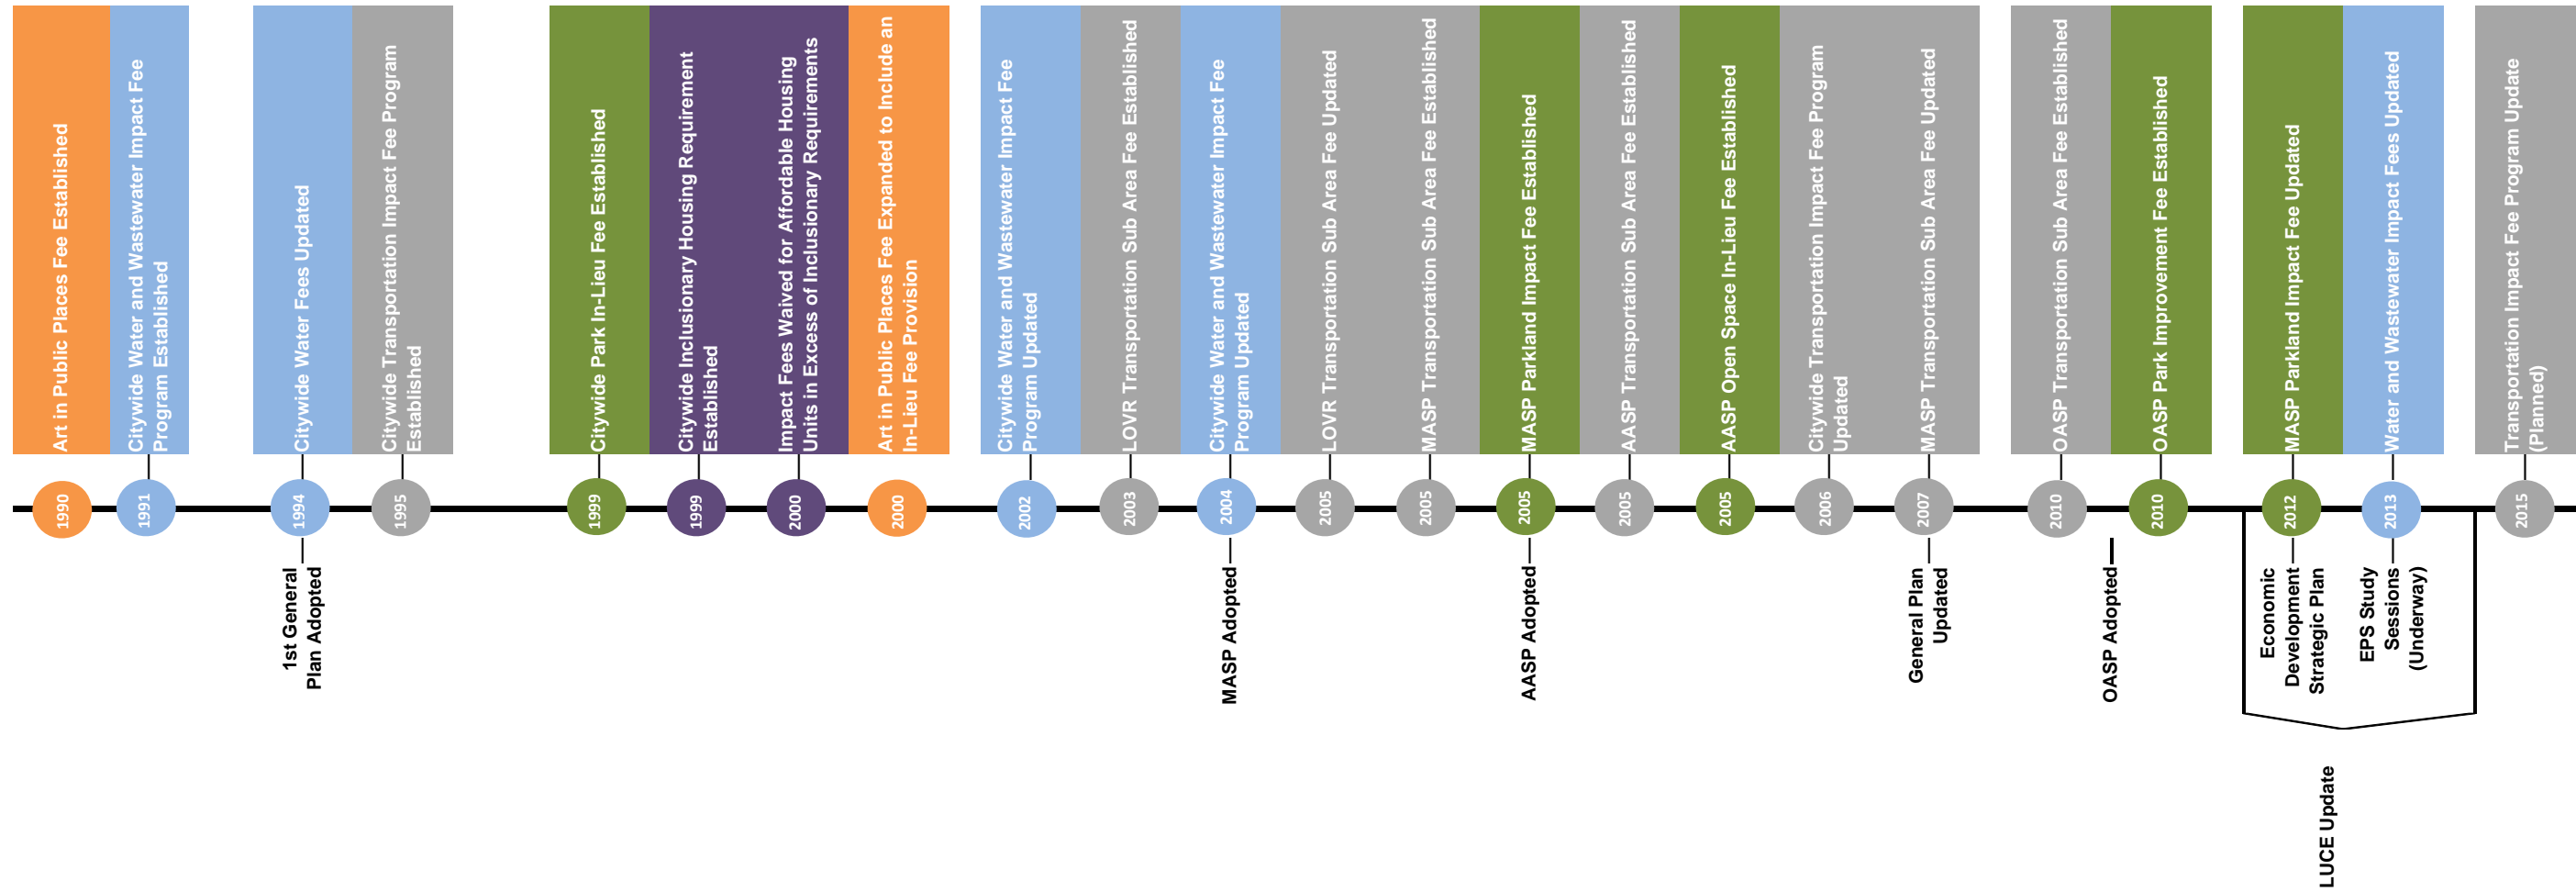 Art in Public Places Fee Established
Citywide Water and Wastewater Impact Fee
Program Established
Citywide Water Fees Updated
Citywide Transportation Impact Fee Program
Established
Citywide Park In-Lieu Fee Established
Citywide Inclusionary Housing Requirement
Established
Impact Fees Waived for Affordable Housing
Units in Excess of Inclusionary Requirements
Art in Public Places Fee Expanded to Include an
In-Lieu Fee Provision
Citywide Water and Wastewater Impact Fee
Program Updated
LOVR Transportation Sub Area Fee Established
Citywide Water and Wastewater Impact Fee
Program Updated
LOVR Transportation Sub Area Fee Updated
MASP Transportation Sub Area Fee Established
MASP Parkland Impact Fee Established
AASP Transportation Sub Area Fee Established
AASP Open Space In-Lieu Fee Established
Citywide Transportation Impact Fee Program
Updated
MASP Transportation Sub Area Fee Updated
OASP Transportation Sub Area Fee Established
OASP Park Improvement Fee Established
MASP Parkland Impact Fee Updated
Water and Wastewater Impact Fees Updated
Transportation Impact Fee Program Update
(Planned)
1990
1991
1994
1995
1999
1999
2000
2000
2002
2003
2004
2005
2005
2005
2005
2005
2006
2007
2010
2010
2012
2013
2015
1st General
Plan Adopted
MASP Adopted
AASP Adopted
General Plan
Updated
OASP Adopted
Economic
Development
Strategic Plan
EPS Study
Sessions
(Underway)
LUCE Update